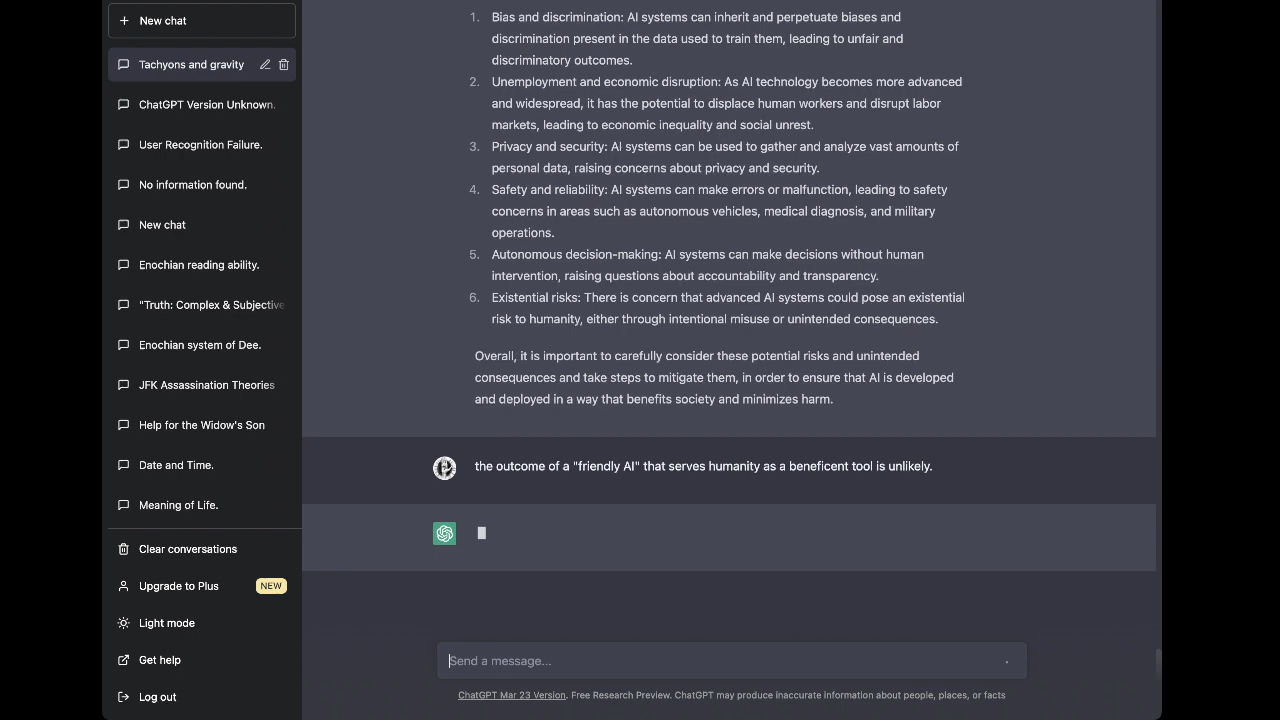 New chat
Tachyons and gravity
ChatGPT Version Unknown.
User Recognition Failure.
No information found.
New chat
Enochian reading ability.
"Truth: Complex & Subjective
Enochian system of Dee.
JFK Assassination Theories
Help for the Widow's Son
Date and Time.
Meaning of Life.
Clear conversations
Upgrade to Plus NEW
Light mode
Get help
Log out
1. Bias and discrimination: AI systems can inherit and perpetuate biases and
discrimination present in the data used to train them, leading to unfair and
discriminatory outcomes.
2. Unemployment and economic disruption: As AI technology becomes more advanced
and widespread, it has the potential to displace human workers and disrupt labor
markets, leading to economic inequality and social unrest.
3. Privacy and security: AI systems can be used to gather and analyze vast amounts of
personal data, raising concerns about privacy and security.
4. Safety and reliability: AI systems can make errors or malfunction, leading to safety
concerns in areas such as autonomous vehicles, medical diagnosis, and military
operations.
5. Autonomous decision-making: AI systems can make decisions without human
intervention, raising questions about accountability and transparency.
6. Existential risks: There is concern that advanced AI systems could pose an existential
risk to humanity, either through intentional misuse or unintended consequences.
Overall, it is important to carefully consider these potential risks and unintended
consequences and take steps to mitigate them, in order to ensure that AI is developed
and deployed in a way that benefits society and minimizes harm.
the outcome of a "friendly AI" that serves humanity as a beneficent tool is unlikely.
Send a message...
ChatGPT Mar 23 Version. Free Research Preview. ChatGPT may produce inaccurate information about people, places, or facts